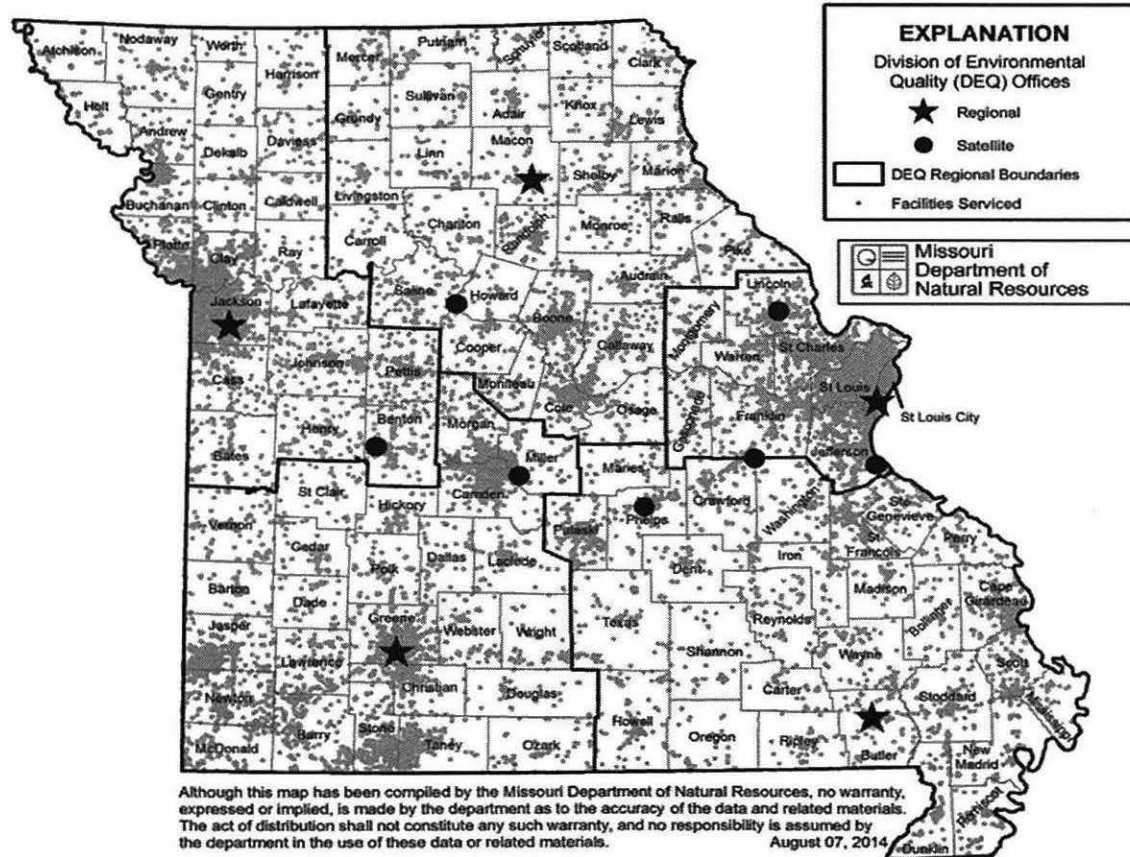 EXPLANATION
Division of Environmental
Quality (DEQ) Offices
Regional
Satellite
DEQ Regional Boundaries
Facilities Serviced
Missouri
Department of
Natural Resources
Atchison
Nodaway
Worth
Harrison
Mercer
Putnam
Schuyler
Scotland
Clark
Holt
Gentry
Sullivan
Adair
Knox
Lewis
Andrew
Dekalb
Daviess
Grundy
Linn
Macon
Shelby
Marion
Buchanan
Clinton
Caldwell
Livingston
Chariton
Randolph
Monroe
Ralls
Platte
Clay
Ray
Carroll
Pike
Audrain
Jackson
Lafayette
Saline
Howard
Boone
Callaway
Montgomery
Lincoln
Warren
St Charles
Cass
Johnson
Pettis
Cooper
Moniteau
Cole
Osage
Gasconade
Franklin
St Louis
St Louis City
Jefferson
Bates
Henry
Benton
Morgan
Miller
Camden
Maries
Phelps
Pulaski
Crawford
Washington
Ste
Genevieve
St
Francois
Perry
Vernon
St Clair
Hickory
Cedar
Polk
Dallas
Laclede
Dent
Iron
Madison
Bollinger
Cape
Girardeau
Barton
Dade
Jasper
Greene
Webster
Wright
Texas
Reynolds
Shannon
Wayne
Scott
Lawrence
Newton
Christian
Douglas
Carter
Stoddard
Mississippi
McDonald
Barry
Stone
Taney
Ozark
Howell
Oregon
Ripley
Butler
New
Madrid
Pemiscot
Dunklin
Although this map has been compiled by the Missouri Department of Natural Resources, no warranty,
expressed or implied, is made by the department as to the accuracy of the data and related materials.
The act of distribution shall not constitute any such warranty, and no responsibility is assumed by
the department in the use of these data or related materials. August 07, 2014